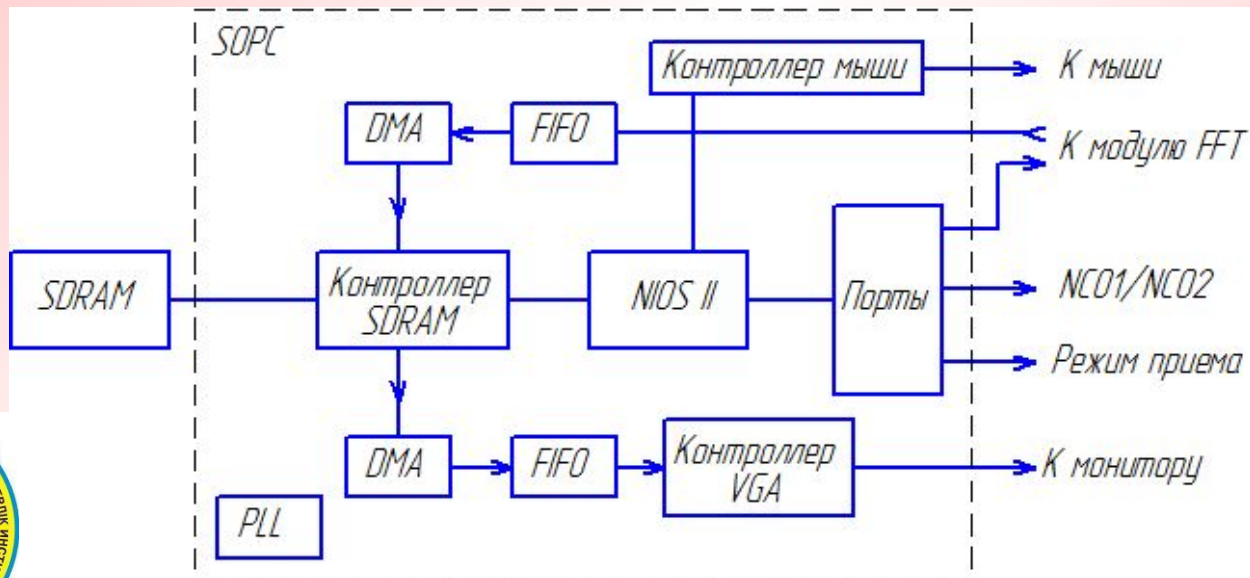 SOPC
Контроллер мыши
К мыши
DMA
FIFO
К модулю FFT
SDRAM
Контроллер
SDRAM
NIOS II
Порты
NCO1/NCO2
Режим приема
DMA
FIFO
Контроллер
VGA
К монитору
PLL